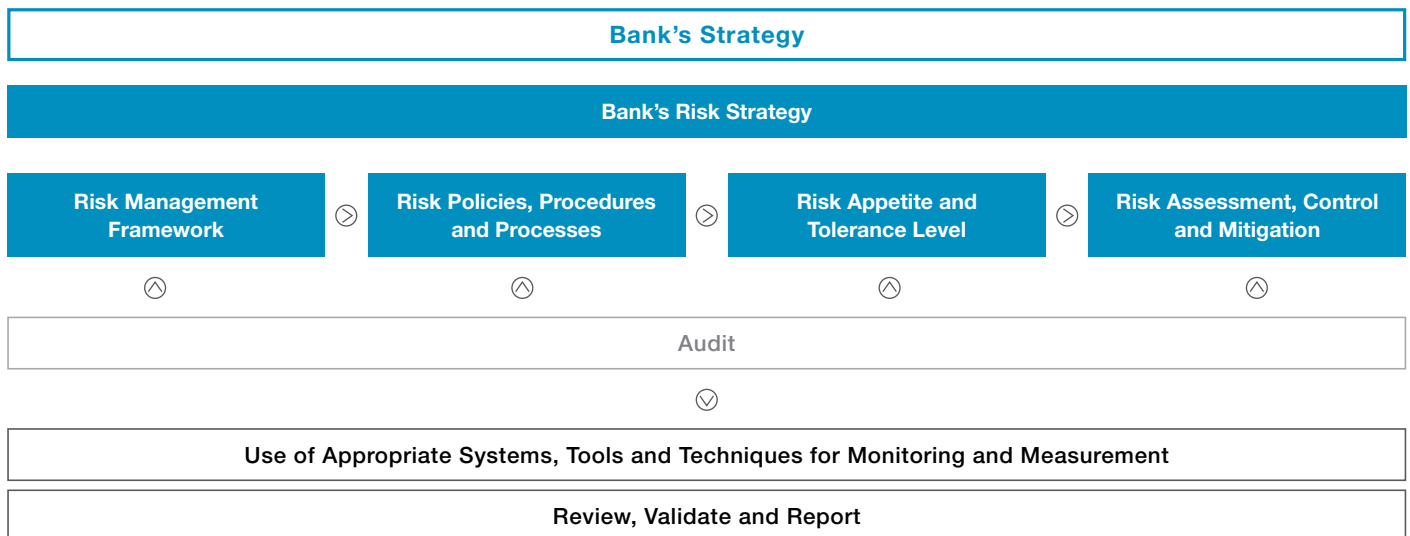 Bank’s Strategy
Bank’s Risk Strategy
Risk Management
Framework
Risk Policies, Procedures
and Processes
Risk Appetite and
Tolerance Level
Risk Assessment, Control
and Mitigation
Audit
Use of Appropriate Systems, Tools and Techniques for Monitoring and Measurement
Review, Validate and Report